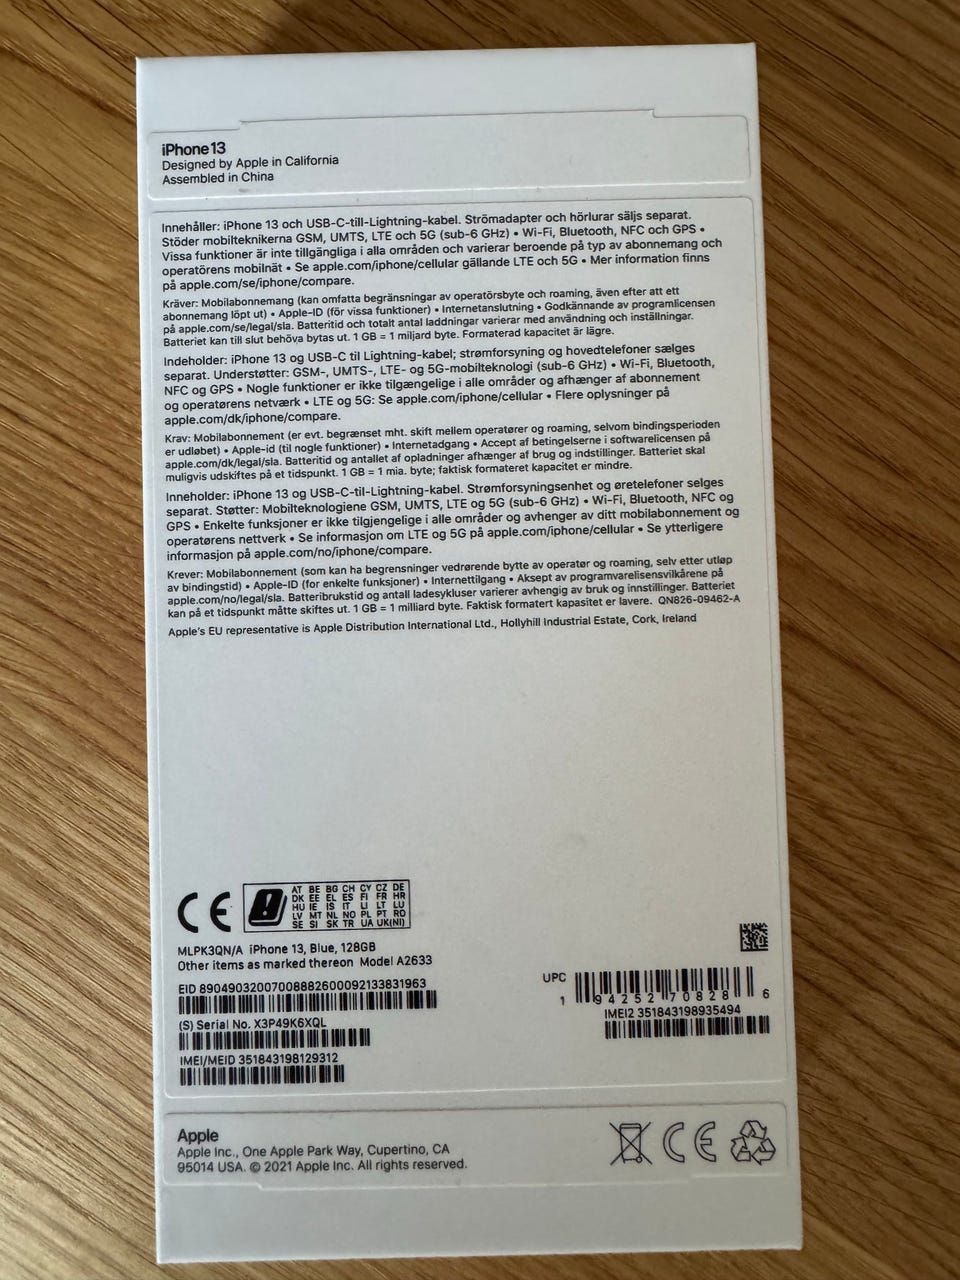 iPhone 13
Designed by Apple in California
Assembled in China
Innehåller: iPhone 13 och USB-C-till-Lightning-kabel. Strömadapter och hörlurar säljs separat.
Stöder mobilteknikerna GSM, UMTS, LTE och 5G (sub-6 GHz) • Wi-Fi, Bluetooth, NFC och GPS •
Vissa funktioner är inte tillgängliga i alla områden och varierar beroende på typ av abonnemang och
operatörens mobilnät • Se apple.com/iphone/cellular gällande LTE och 5G • Mer information finns
på apple.com/se/iphone/compare.
Kräver: Mobilabonnemang (kan omfatta begränsningar av operatörsbyte och roaming, även efter att ett
abonnemang löpt ut) • Apple-ID (för vissa funktioner) • Internetanslutning • Godkännande av programlicensen
på apple.com/se/legal/sla. Batteritid och totalt antal laddningar varierar med användning och inställningar.
Batteriet kan till slut behöva bytas ut. 1 GB = 1 miljard byte. Formaterad kapacitet är lägre.
Indeholder: iPhone 13 og USB-C til Lightning-kabel; strømforsyning og hovedtelefoner sælges
separat. Understøtter: GSM-, UMTS-, LTE- og 5G-mobilteknologi (sub-6 GHz) • Wi-Fi, Bluetooth,
NFC og GPS • Nogle funktioner er ikke tilgængelige i alle områder og afhænger af abonnement
og operatørens netværk • LTE og 5G: Se apple.com/iphone/cellular • Flere oplysninger på
apple.com/dk/iphone/compare.
Krav: Mobilabonnement (er evt. begrænset mht. skift mellem operatører og roaming, selvom bindingsperioden
er udløbet) • Apple-id (til nogle funktioner) • Internetadgang • Accept af betingelserne i softwarelicensen på
apple.com/dk/legal/sla. Batteritid og antallet af opladninger afhænger af brug og indstillinger. Batteriet skal
muligvis udskiftes på et tidspunkt. 1 GB = 1 mia. byte; faktisk formateret kapacitet er mindre.
Inneholder: iPhone 13 og USB-C-til-Lightning-kabel. Strømforsyningsenhet og øretelefoner selges
separat. Støtter: Mobilteknologiene GSM, UMTS, LTE og 5G (sub-6 GHz) • Wi-Fi, Bluetooth, NFC og
GPS • Enkelte funksjoner er ikke tilgjengelige i alle områder og avhenger av ditt mobilabonnement og
operatørens nettverk • Se informasjon om LTE og 5G på apple.com/iphone/cellular • Se ytterligere
informasjon på apple.com/no/iphone/compare.
Krever: Mobilabonnement (som kan ha begrensninger vedrørende bytte av operatør og roaming, selv etter utløp
av bindingstid) • Apple-ID (for enkelte funksjoner) • Internettilgang • Aksept av programvarelisensvilkårene på
apple.com/no/legal/sla. Batteribrukstid og antall ladesykluser varierer avhengig av bruk og innstillinger. Batteriet
kan på et tidspunkt måtte skiftes ut. 1 GB = 1 milliard byte. Faktisk formatert kapasitet er lavere. QN826-09462-A
Apple's EU representative is Apple Distribution International Ltd., Hollyhill Industrial Estate, Cork, Ireland
CE
AT BE BG CH CY CZ DE
DK EE EL ES FI FR HR
HU IE IS IT LI LT LU
LV MT NL NO PL PT RO
SE SI SK TR UA UK(NI)
MLPK3QN/A iPhone 13, Blue, 128GB
Other items as marked thereon Model A2633
EID 89049032007008882600092133831963
(S) Serial No. X3P49K6XQL
IMEI/MEID 351843198129312
UPC
1 94252 70828 6
IMEI2 351843198935494
Apple
Apple Inc., One Apple Park Way, Cupertino, CA
95014 USA. © 2021 Apple Inc. All rights reserved.
CE